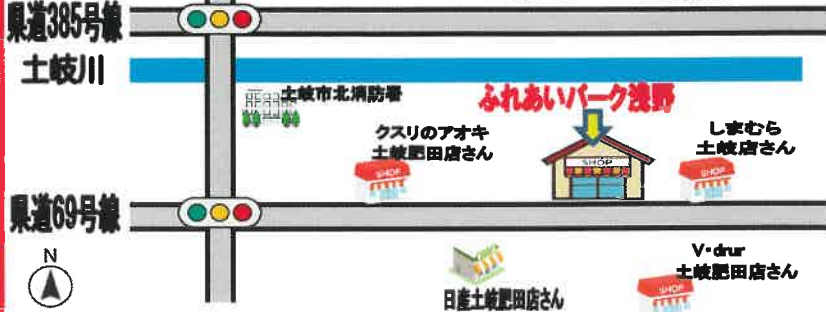 県道385号線
土岐川
土岐市北消防署
ふれあいパーク浅野
クスリのアオキ
土岐肥田店さん
しまむら
土岐店さん
SHOP
SHOP
SHOP
県道69号線
N
V・drur
土岐肥田店さん
日産土岐肥田店さん
SHOP